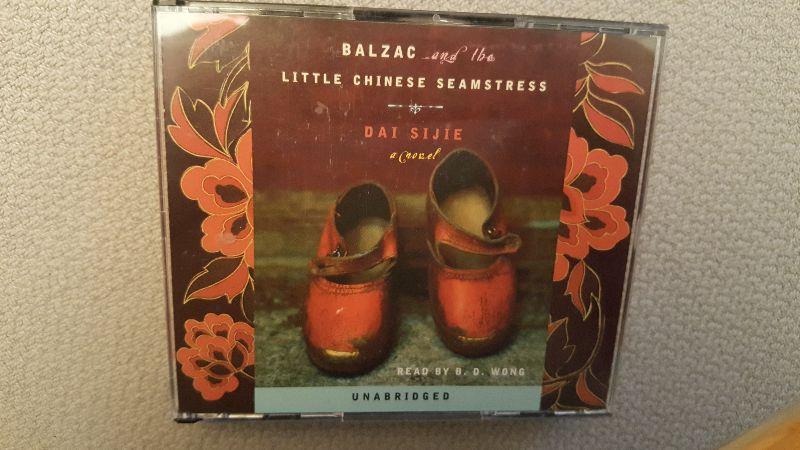 BALZAC and the
LITTLE CHINESE SEAMSTRESS
DAI SIJIE
a novel
READ BY B. D. WONG
UNABRIDGED